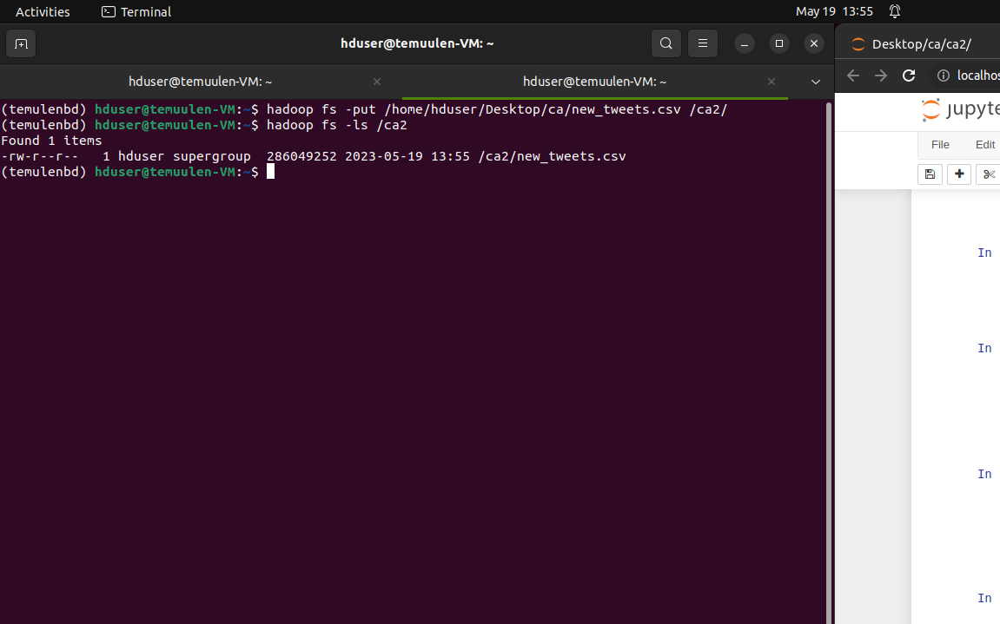 Activities Terminal May 19 13:55
hduser@temuulen-VM: ~
hduser@temuulen-VM: ~ hduser@temuulen-VM: ~
(temulenbd) hduser@temuulen-VM:~$ hadoop fs -put /home/hduser/Desktop/ca/new_tweets.csv /ca2/
(temulenbd) hduser@temuulen-VM:~$ hadoop fs -ls /ca2
Found 1 items
-rw-r--r--   1 hduser supergroup  286049252 2023-05-19 13:55 /ca2/new_tweets.csv
(temulenbd) hduser@temuulen-VM:~$
Desktop/ca/ca2/
localhos
jupyte
File Edit
In
In
In
In